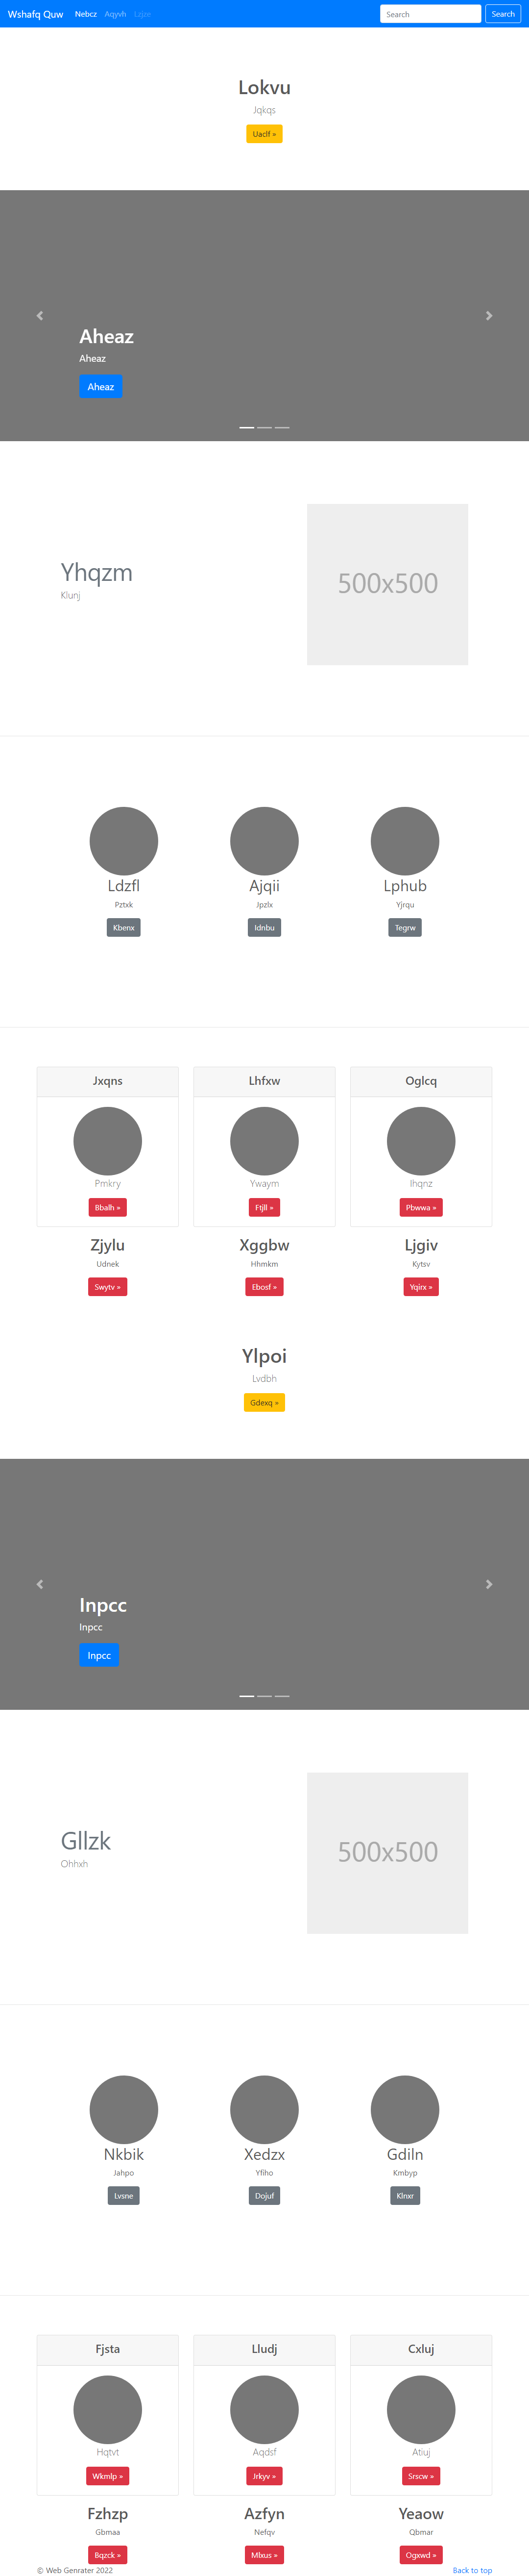 Wshafq Quw Nebcz Aqyvh Lcjze Search Search
Lokvu
Jqkqs
Uaclf »
Aheaz
Aheaz
Aheaz
Yhqzm
Klunj
500x500
Ldzfl Ajqii Lphub
Pztxk Jpzlx Yjrqu
Kbenx Idnbu Tegrw
Jxqns Lhfxw Oglcq
Pmkry Ywaym Ihqnz
Bbalh » Ftjll » Pbwwa »
Zjylu Xggbw Ljgiv
Udnek Hhmkm Kytsv
Swytv » Ebosf » Yqirx »
Ylpoi
Lvdbh
Gdexq »
Inpcc
Inpcc
Inpcc
Gllzk
Ohhxh
500x500
Nkbik Xedzx Gdiln
Jahpo Yfiho Kmbyp
Lvsne Dojuf Klnxr
Fjsta Lludj Cxluj
Hqtvt Aqdsf Atiuj
Wkmlp » Jrkyv » Srscw »
Fzhzp Azfyn Yeaow
Gbmaa Nefqv Qbmar
Bqzck » Mlxus » Ogxwd »
© Web Genrater 2022 Back to top